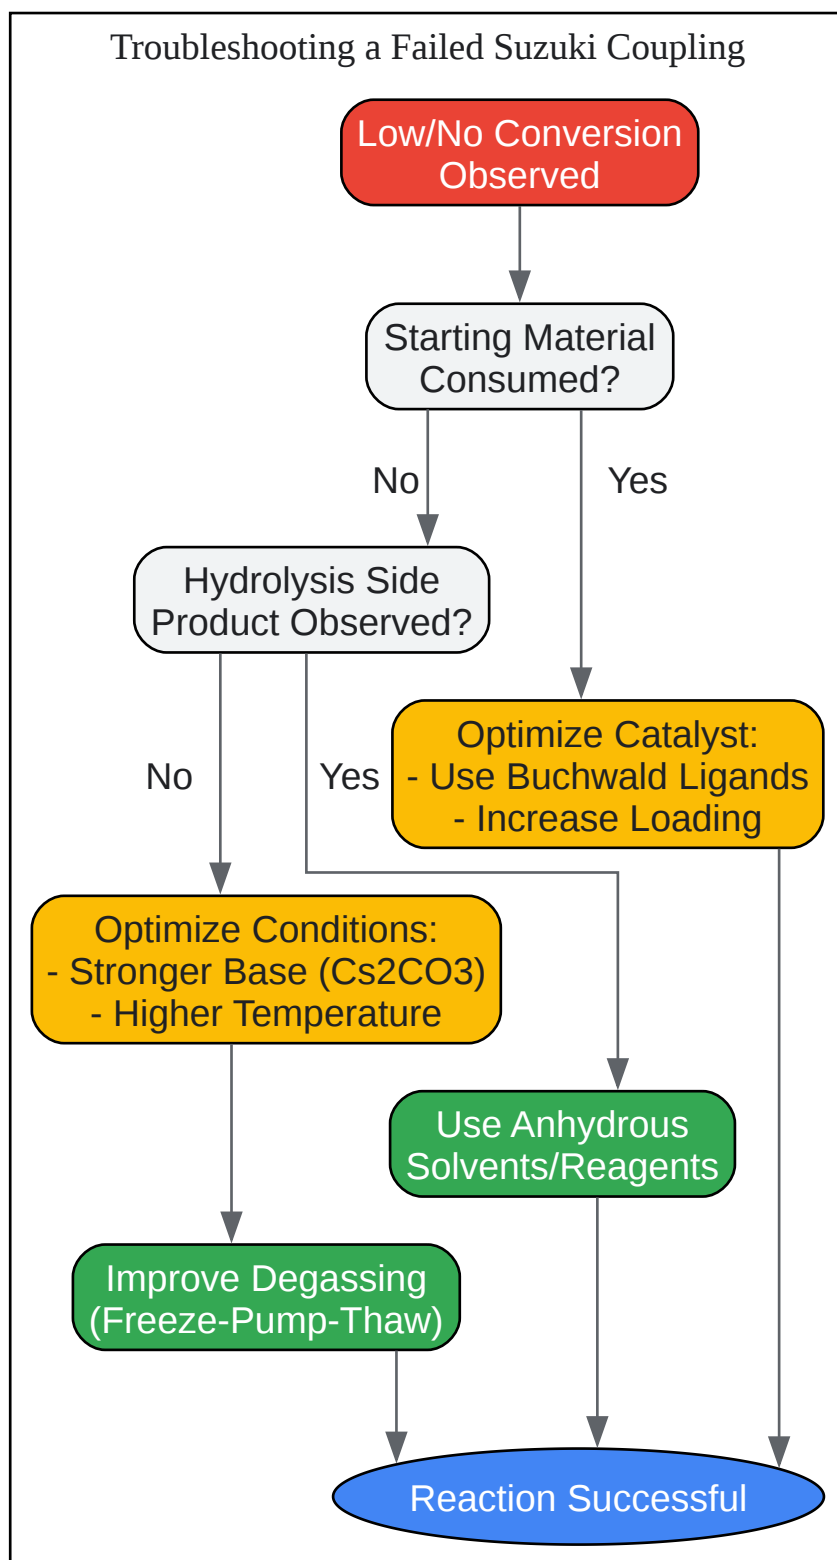 Troubleshooting a Failed Suzuki Coupling
Low/No Conversion
Observed
Starting Material
Consumed?
No
Yes
Hydrolysis Side
Product Observed?
No
Yes
Optimize Catalyst:
- Use Buchwald Ligands
- Increase Loading
Optimize Conditions:
- Stronger Base (Cs2CO3)
- Higher Temperature
Use Anhydrous
Solvents/Reagents
Improve Degassing
(Freeze-Pump-Thaw)
Reaction Successful